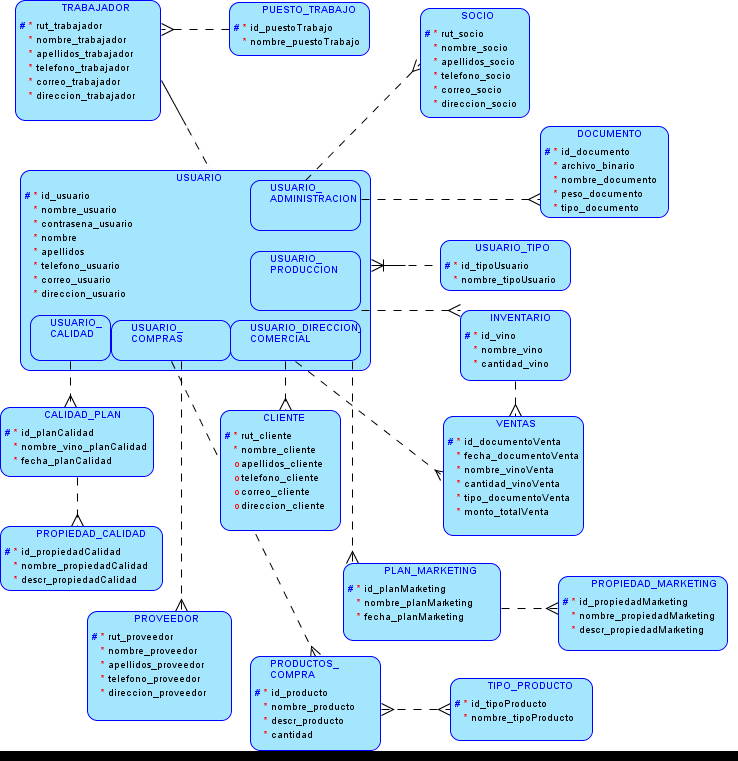 TRABAJADOR
# * rut_trabajador
* nombre_trabajador
* apellidos_trabajador
* telefono_trabajador
* correo_trabajador
* direccion_trabajador
PUESTO_TRABAJO
# * id_puestoTrabajo
* nombre_puestoTrabajo
SOCIO
# * rut_socio
* nombre_socio
* apellidos_socio
* telefono_socio
* correo_socio
* direccion_socio
DOCUMENTO
# * id_documento
* archivo_binario
* nombre_documento
* peso_documento
* tipo_documento
USUARIO
# * id_usuario
* nombre_usuario
* contrasena_usuario
* nombre
* apellidos
* telefono_usuario
* correo_usuario
* direccion_usuario
USUARIO_
ADMINISTRACION
USUARIO_
PRODUCCION
USUARIO_
CALIDAD
USUARIO_
COMPRAS
USUARIO_DIRECCION_
COMERCIAL
USUARIO_TIPO
# * id_tipoUsuario
* nombre_tipoUsuario
INVENTARIO
# * id_vino
* nombre_vino
* cantidad_vino
CALIDAD_PLAN
# * id_planCalidad
* nombre_vino_planCalidad
* fecha_planCalidad
CLIENTE
# * rut_cliente
* nombre_cliente
o apellidos_cliente
o telefono_cliente
o correo_cliente
o direccion_cliente
VENTAS
# * id_documentoVenta
* fecha_documentoVenta
* nombre_vinoVenta
* cantidad_vinoVenta
* tipo_documentoVenta
* monto_totalVenta
PROPIEDAD_CALIDAD
# * id_propiedadCalidad
* nombre_propiedadCalidad
* descr_propiedadCalidad
PLAN_MARKETING
# * id_planMarketing
* nombre_planMarketing
* fecha_planMarketing
PROPIEDAD_MARKETING
# * id_propiedadMarketing
* nombre_propiedadMarketing
* descr_propiedadMarketing
PROVEEDOR
# * rut_proveedor
* nombre_proveedor
* apellidos_proveedor
* telefono_proveedor
* direccion_proveedor
PRODUCTOS_
COMPRA
# * id_producto
* nombre_producto
* descr_producto
* cantidad
TIPO_PRODUCTO
# * id_tipoProducto
* nombre_tipoProducto